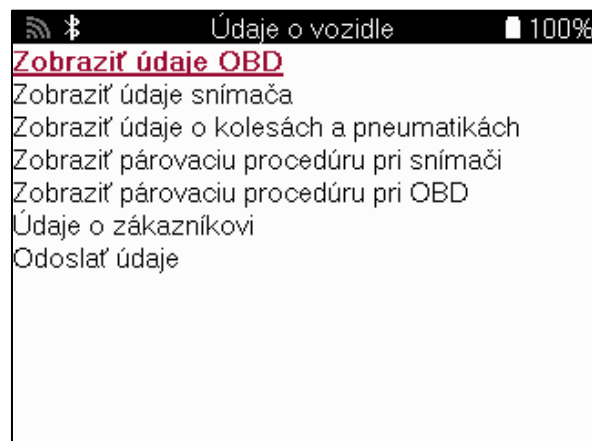 Údaje o vozidle 100%
Zobraziť údaje OBD
Zobraziť údaje snímača
Zobraziť údaje o kolesách a pneumatikách
Zobraziť párovaciu procedúru pri snímači
Zobraziť párovaciu procedúru pri OBD
Údaje o zákazníkovi
Odoslať údaje